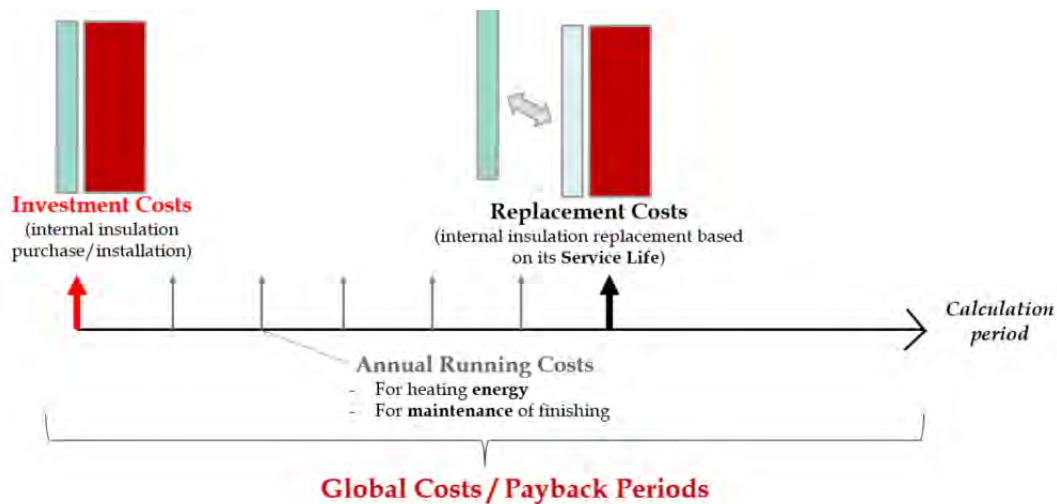 Investment Costs
(internal insulation
purchase/installation)
Replacement Costs
(internal insulation replacement based
on its Service Life)
Calculation
period
Annual Running Costs
- For heating energy
- For maintenance of finishing
Global Costs / Payback Periods